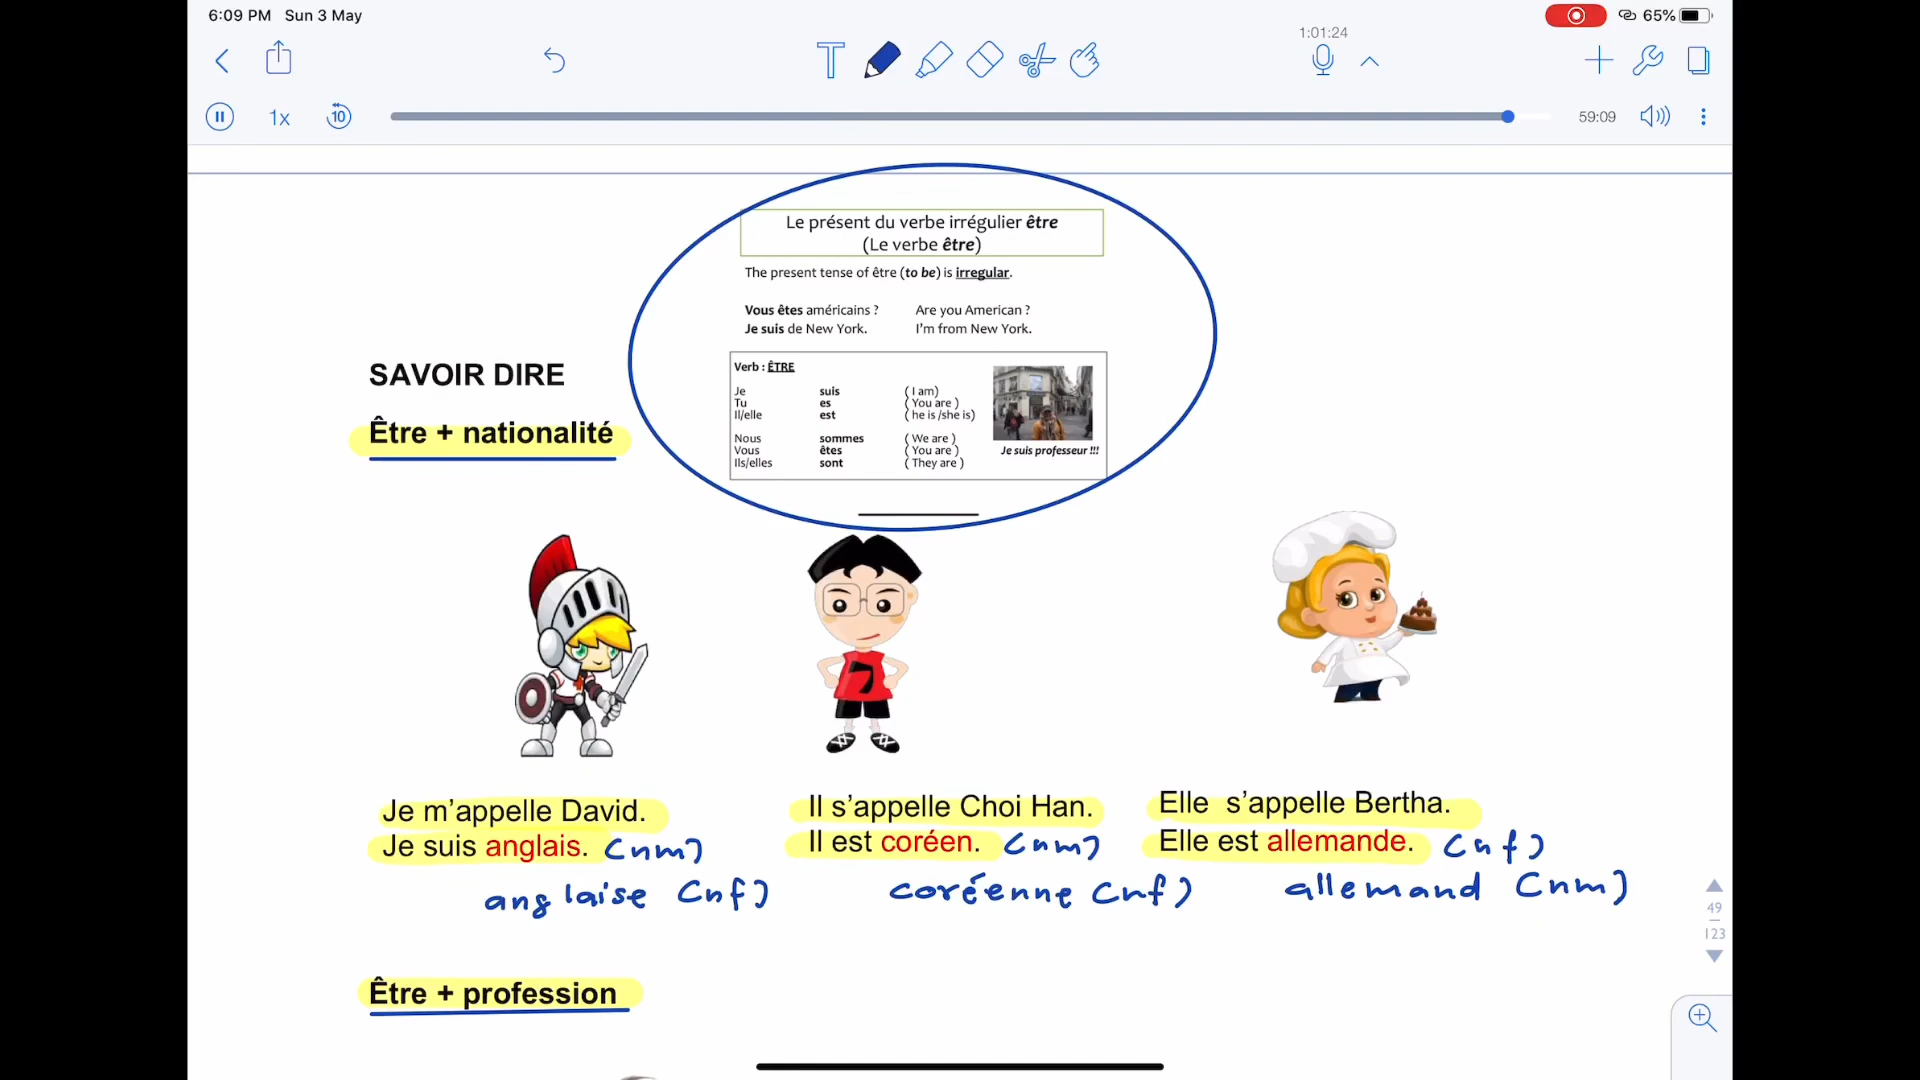 6:09 PM Sun 3 May
65%
1:01:24
T
1x
10
59:09
Le présent du verbe irrégulier être
(Le verbe être)
The present tense of être (to be) is irregular.
Vous êtes américains ? Are you American ?
Je suis de New York. I'm from New York.
Verb : ÊTRE
Je suis ( I am)
Tu es ( You are )
Il/elle est ( he is /she is)
Nous sommes ( We are )
Vous êtes ( You are )
Ils/elles sont ( They are )
Je suis professeur !!!
SAVOIR DIRE
Être + nationalité
7
Je m'appelle David.
Je suis anglais. (nm)
anglaise (nf)
Il s'appelle Choi Han.
Il est coréen. (nm)
coréenne (nf)
Elle s'appelle Bertha.
Elle est allemande. (nf)
allemand (nm)
49
123
Être + profession